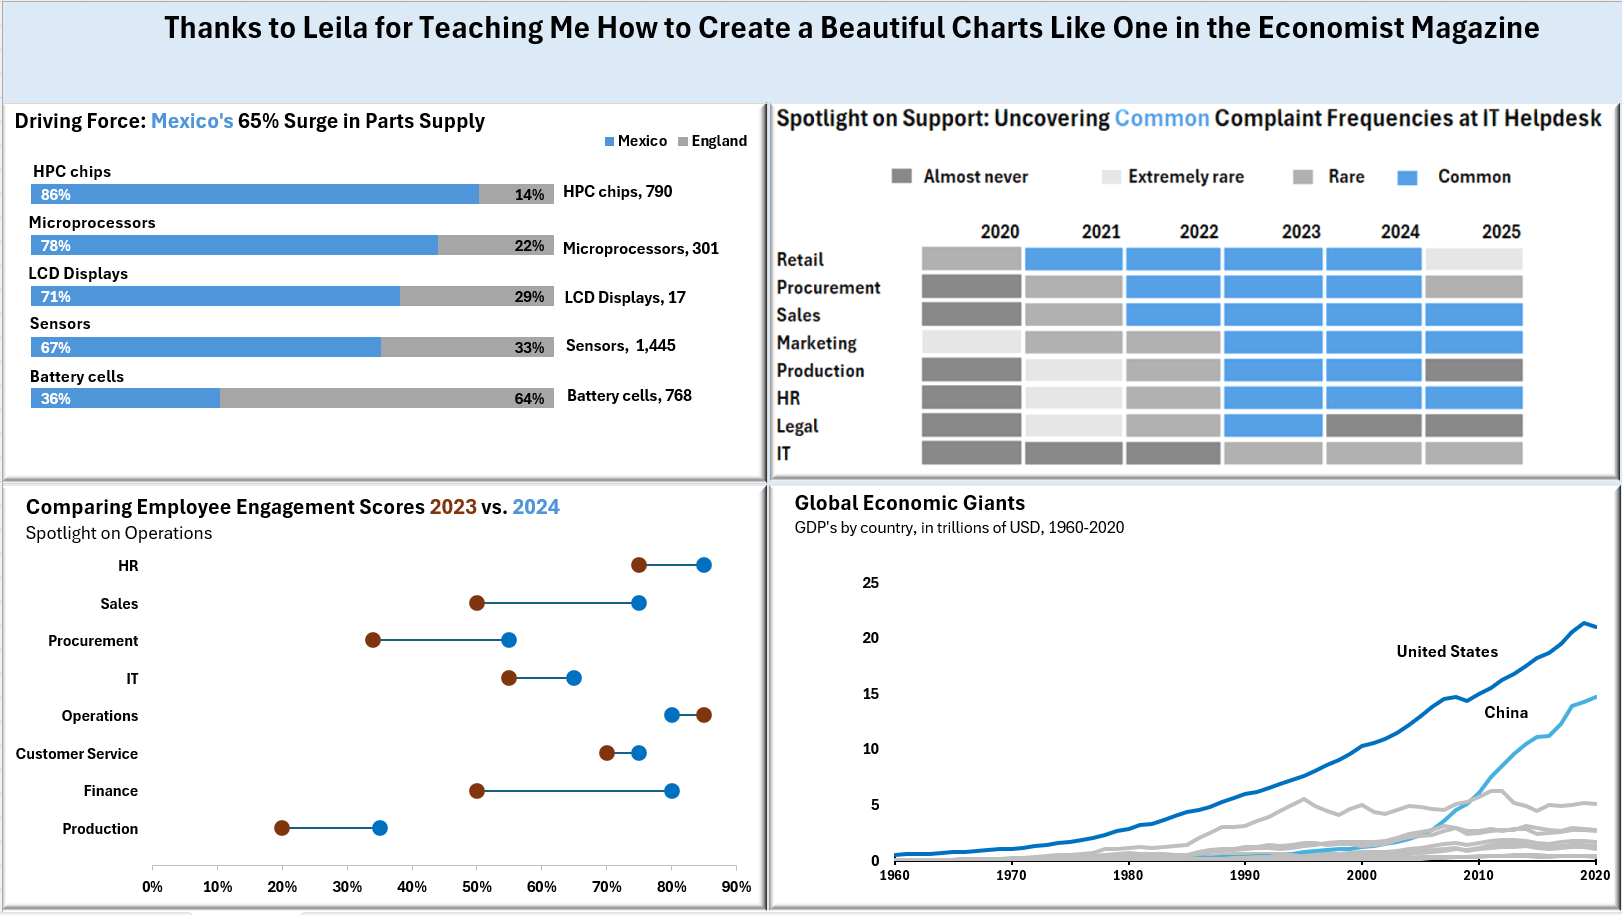 Thanks to Leila for Teaching Me How to Create a Beautiful Charts Like One in the Economist Magazine
Driving Force: Mexico's 65% Surge in Parts Supply
Mexico England
HPC chips
86% 14% HPC chips, 790
Microprocessors
78% 22% Microprocessors, 301
LCD Displays
71% 29% LCD Displays, 17
Sensors
67% 33% Sensors, 1,445
Battery cells
36% 64% Battery cells, 768
Spotlight on Support: Uncovering Common Complaint Frequencies at IT Helpdesk
Almost never Extremely rare Rare Common
2020 2021 2022 2023 2024 2025
Retail
Procurement
Sales
Marketing
Production
HR
Legal
IT
Comparing Employee Engagement Scores 2023 vs. 2024
Spotlight on Operations
HR
Sales
Procurement
IT
Operations
Customer Service
Finance
Production
0% 10% 20% 30% 40% 50% 60% 70% 80% 90%
Global Economic Giants
GDP's by country, in trillions of USD, 1960-2020
25
20
United States
15
China
10
5
0
1960 1970 1980 1990 2000 2010 2020